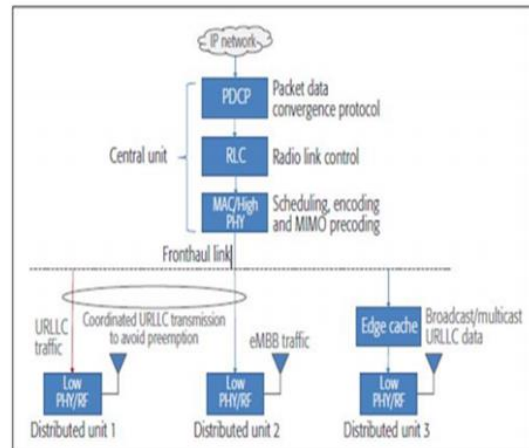 IP network
PDCP
Packet data
convergence protocol
Central unit
RLC
Radio link control
MAC/High
PHY
Scheduling, encoding
and MIMO precoding
Fronthaul link
URLLC
traffic
Coordinated URLLC transmission
to avoid preemption
eMBB traffic
Edge cache
Broadcast/multicast
URLLC data
Low
PHY/RF
Low
PHY/RF
Low
PHY/RF
Distributed unit 1
Distributed unit 2
Distributed unit 3